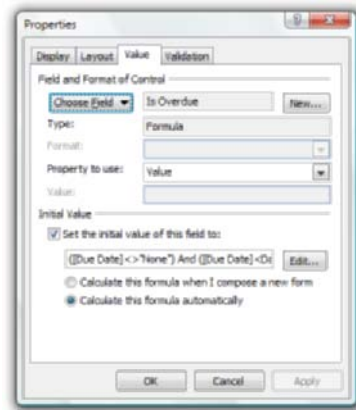 Properties
Display Layout Value Validation
Field and Format of Control
Choose Field Is Overdue New...
Type: Formula
Format:
Property to use: Value
Value:
Initial Value
Set the initial value of this field to:
([Due Date]<>"None") And ([Due Date]<Da Edit...
Calculate this formula when I compose a new form
Calculate this formula automatically
OK Cancel Apply